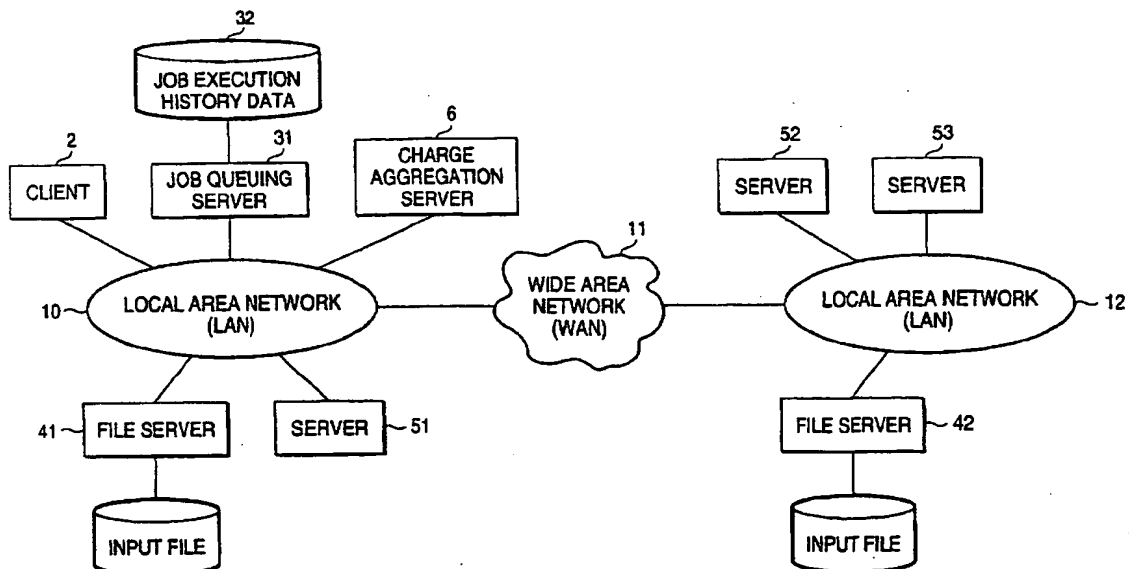 32
JOB EXECUTION
HISTORY DATA
2
CLIENT
31
JOB QUEUING
SERVER
6
CHARGE
AGGREGATION
SERVER
52
SERVER
53
SERVER
10
LOCAL AREA NETWORK
(LAN)
11
WIDE AREA
NETWORK
(WAN)
LOCAL AREA NETWORK
(LAN)
12
41
FILE SERVER
SERVER
51
FILE SERVER
42
INPUT FILE
INPUT FILE